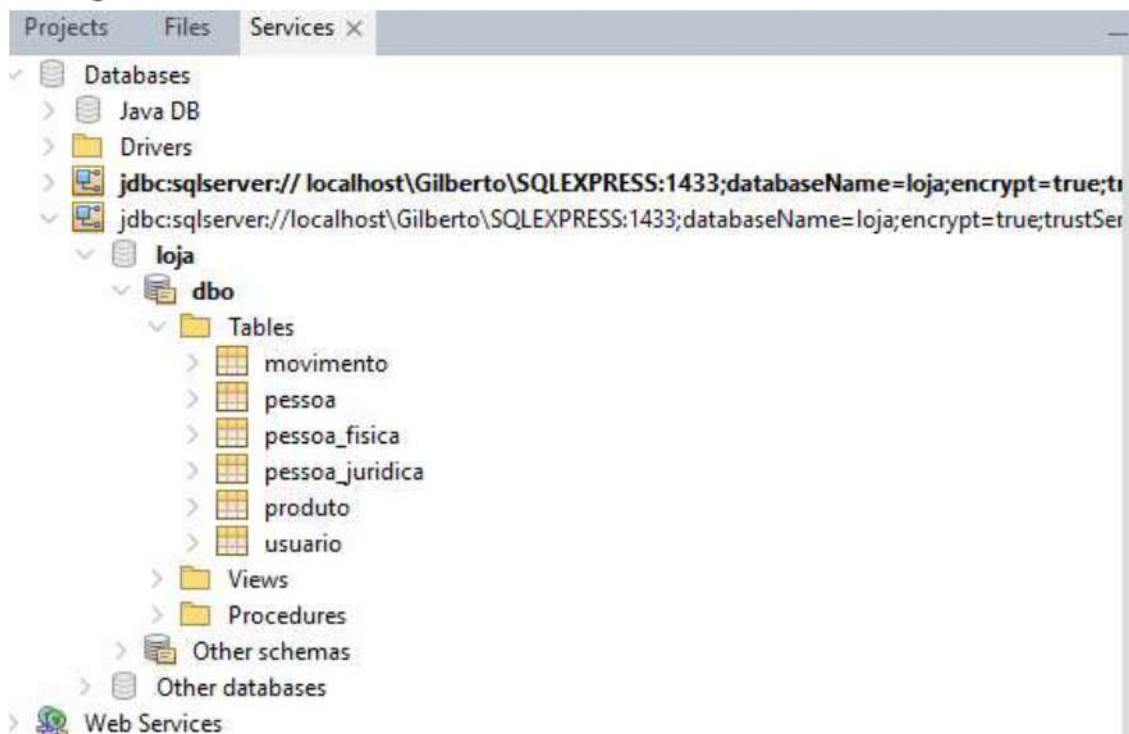 Projects Files Services
Databases
Java DB
Drivers
jdbc:sqlserver:// localhost\Gilberto\SQLEXPRESS:1433;databaseName=loja;encrypt=true;tr
jdbc:sqlserver://localhost\Gilberto\SQLEXPRESS:1433;databaseName=loja;encrypt=true;trustSer
loja
dbo
Tables
movimento
pessoa
pessoa_fisica
pessoa_juridica
produto
usuario
Views
Procedures
Other schemas
Other databases
Web Services